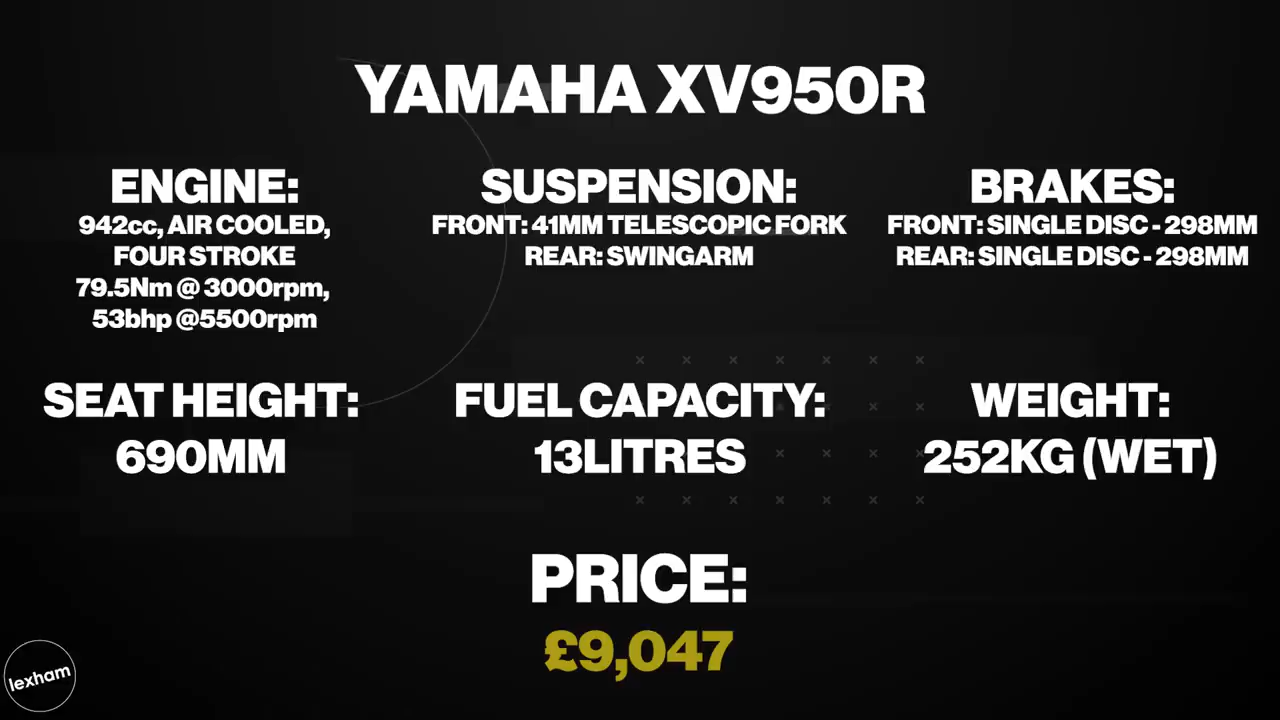 YAMAHA XV950R
ENGINE:
942cc, AIR COOLED,
FOUR STROKE
79.5Nm @ 3000rpm,
53bhp @5500rpm
SUSPENSION:
FRONT: 41MM TELESCOPIC FORK
REAR: SWINGARM
BRAKES:
FRONT: SINGLE DISC - 298MM
REAR: SINGLE DISC - 298MM
SEAT HEIGHT:
690MM
FUEL CAPACITY:
13LITRES
WEIGHT:
252KG (WET)
PRICE:
£9,047
lexham